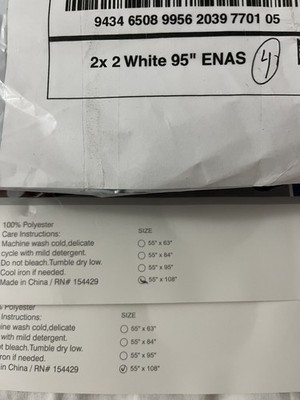 9434 6508 9956 2039 7701 05
2x 2 White 95" ENAS 4
100% Polyester
Care Instructions:
Machine wash cold,delicate
cycle with mild detergent.
Do not bleach.Tumble dry low.
Cool iron if needed.
Made in China / RN# 154429
SIZE
55" x 63"
55" x 84"
55" x 95"
55" x 108"
Polyester
Instructions:
ine wash cold,delicate
with mild detergent.
ot bleach.Tumble dry low.
ron if needed.
in China / RN# 154429
SIZE
55" x 63"
55" x 84"
55" x 95"
55" x 108"